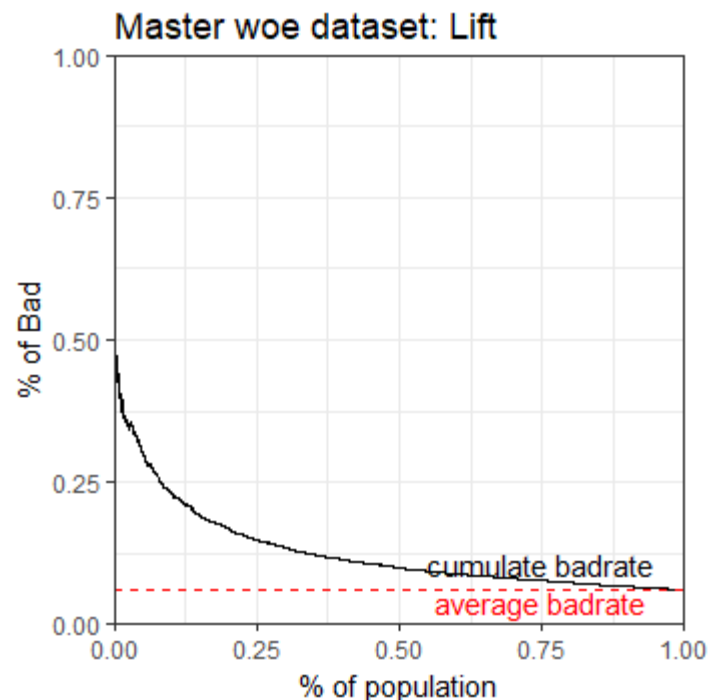 Master woe dataset: Lift
1.00
0.75
0.50
0.25
0.00
% of Bad
cumulate badrate
average badrate
0.00 0.25 0.50 0.75 1.00
% of population